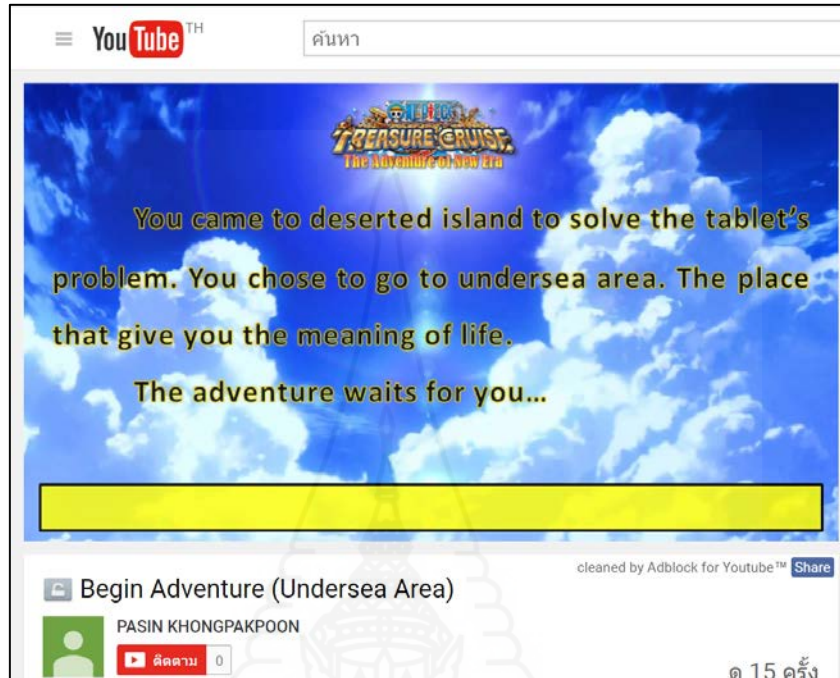 YouTube TH
ค้นหา
ONE PIECE
TREASURE CRUISE
The Adventure of New Era
You came to deserted island to solve the tablet's
problem. You chose to go to undersea area. The place
that give you the meaning of life.
The adventure waits for you...
cleaned by Adblock for Youtube™ Share
Begin Adventure (Undersea Area)
PASIN KHONGPAKPOON
ติดตาม 0
ดู 15 ครั้ง